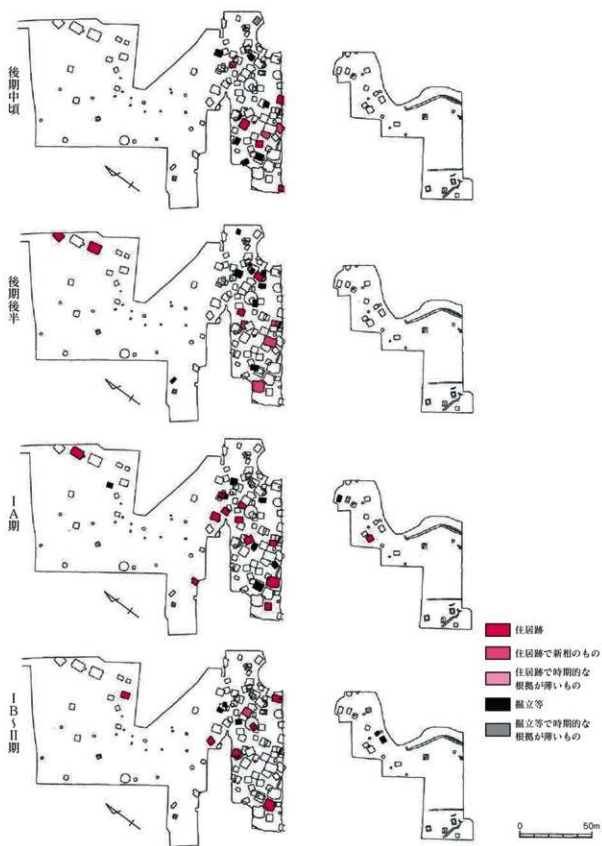 後期中頃
後期後半
ⅠA期
ⅠB〜Ⅱ期
住居跡
住居跡で新相のもの
住居跡で時期的な
根拠が薄いもの
掘立等
掘立等で時期的な
根拠が薄いもの
0 50m